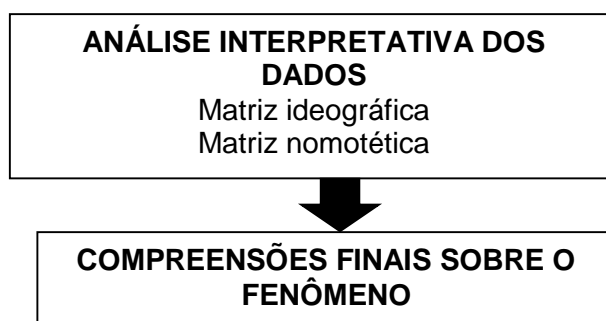 ANÁLISE INTERPRETATIVA DOS
DADOS
Matriz ideográfica
Matriz nomotética
COMPREENSÕES FINAIS SOBRE O
FENÔMENO